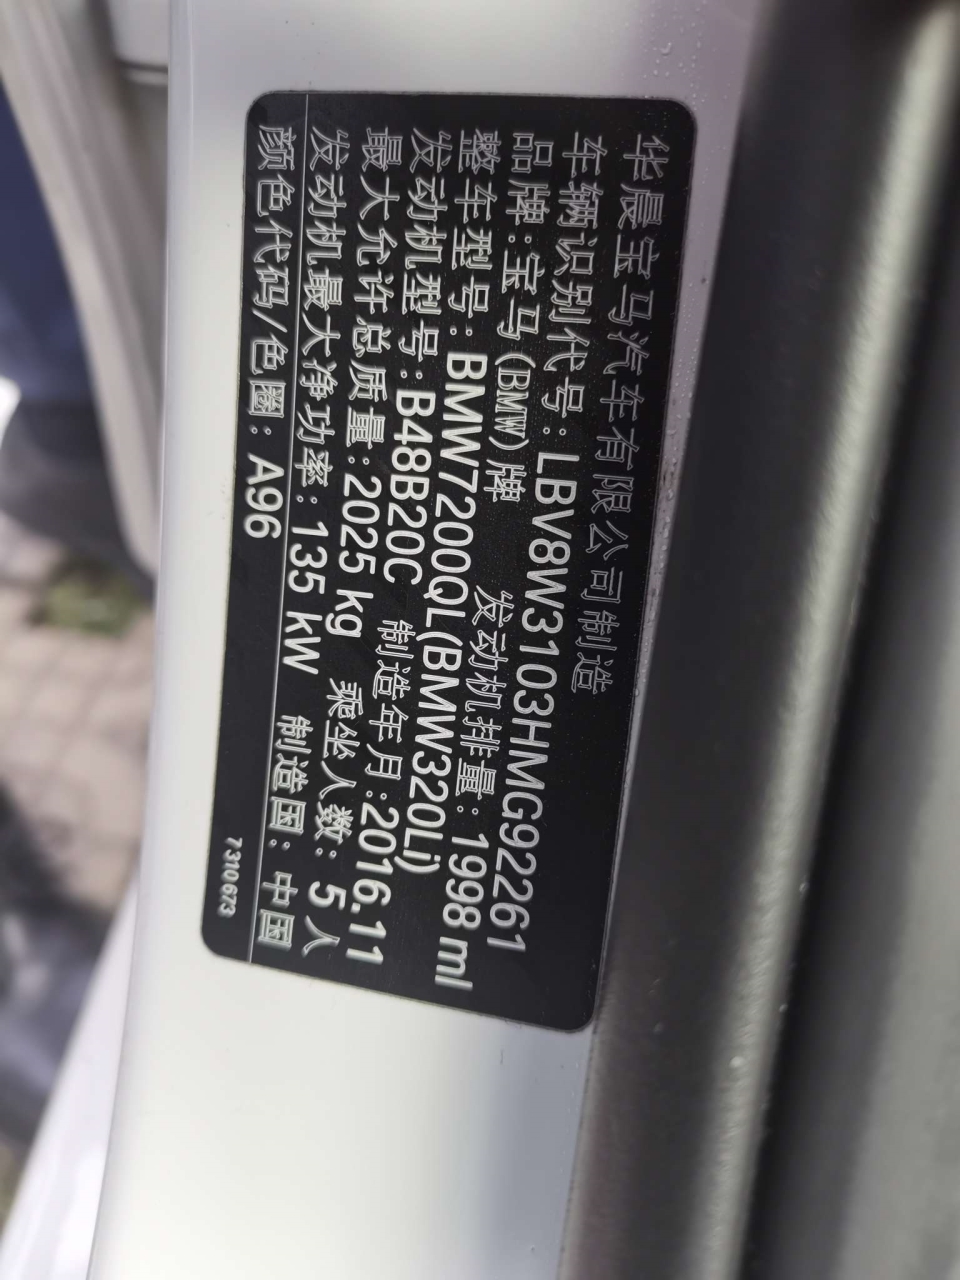 华晨宝马汽车有限公司制造
车辆识别代号:LBV8W3103HMG92261
品牌:宝马(BMW)牌 发动机排量:1998 ml
整车型号:BMW7200QL(BMW320Li)
发动机型号:B48B20C 制造年月:2016.11
最大允许总质量:2025 kg 乘坐人数:5人
发动机最大净功率:135 kW 制造国:中国
颜色代码/色圈:A96
7310673